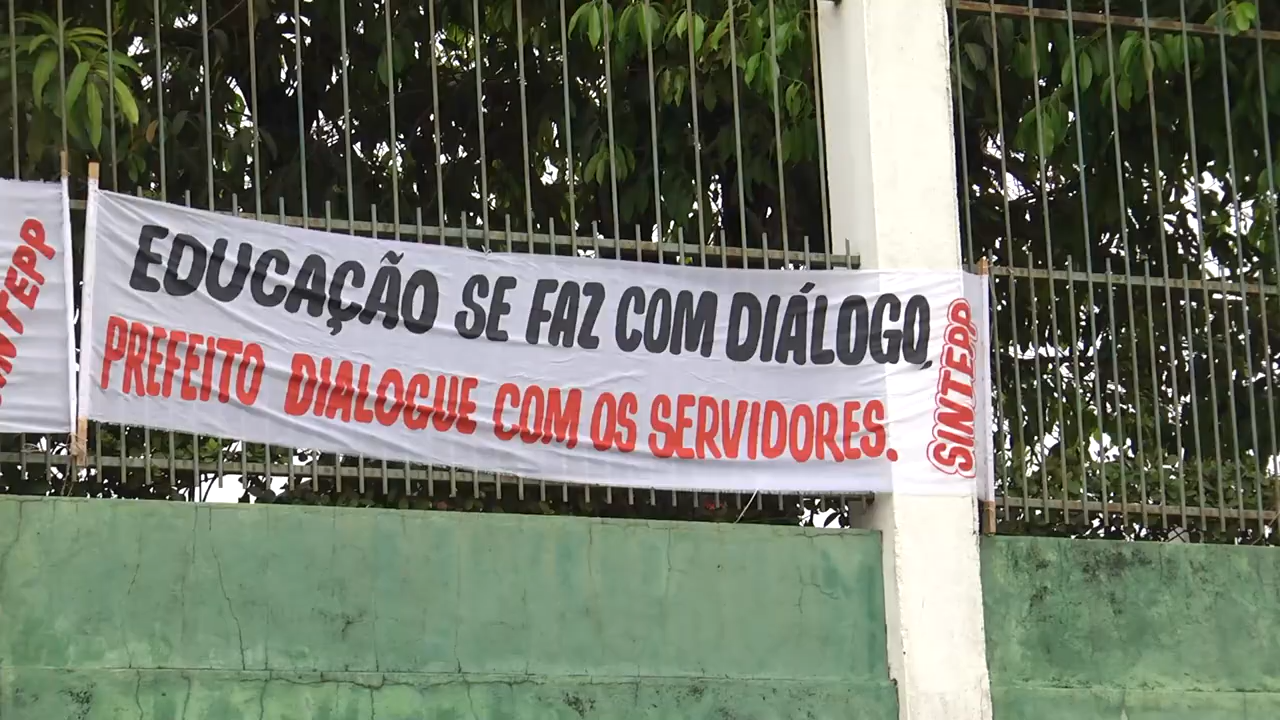 EDUCAÇÃO SE FAZ COM DIÁLOGO,
PREFEITO DIALOGUE COM OS SERVIDORES.
SINTEPP